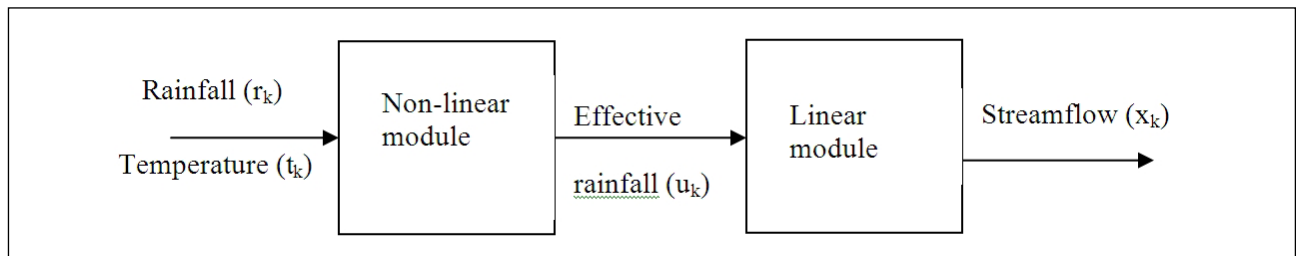 Rainfall (rₖ)
Temperature (tₖ)
Non-linear
module
Effective
rainfall (uₖ)
Linear
module
Streamflow (xₖ)